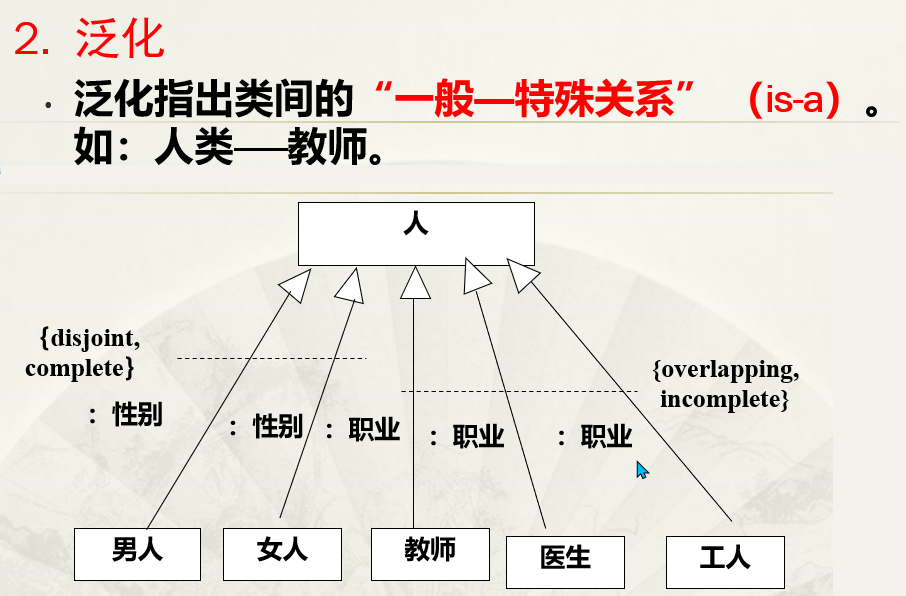 2. 泛化
• 泛化指出类间的“一般—特殊关系” （is-a）。
如：人类──教师。
人
{disjoint,
complete}
{overlapping,
incomplete}
：性别
：性别
：职业
：职业
：职业
男人
女人
教师
医生
工人